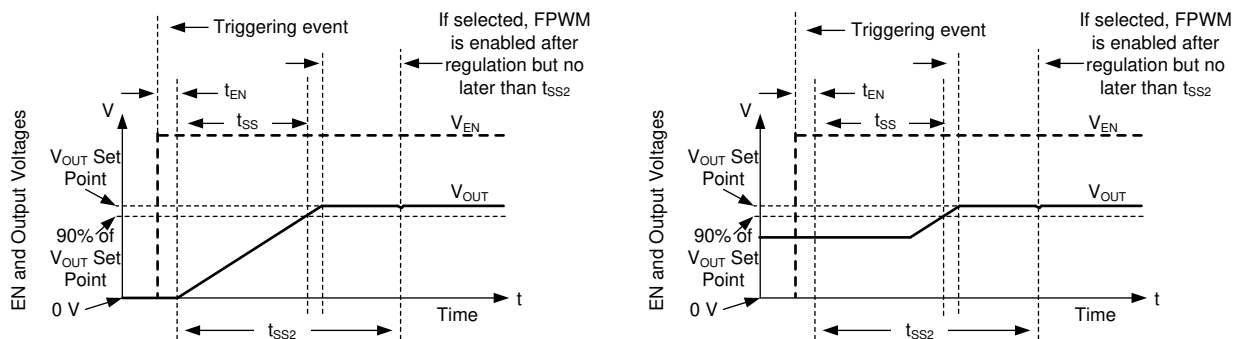 Triggering event
If selected, FPWM
is enabled after
regulation but no
later than tSS2
tEN
V
tSS
VEN
EN and Output Voltages
VOUT Set
Point
VOUT
90% of
VOUT Set
Point
0 V
t
Time
tSS2
Triggering event
If selected, FPWM
is enabled after
regulation but no
later than tSS2
tEN
V
tSS
VEN
EN and Output Voltages
VOUT Set
Point
VOUT
90% of
VOUT Set
Point
0 V
t
Time
tSS2